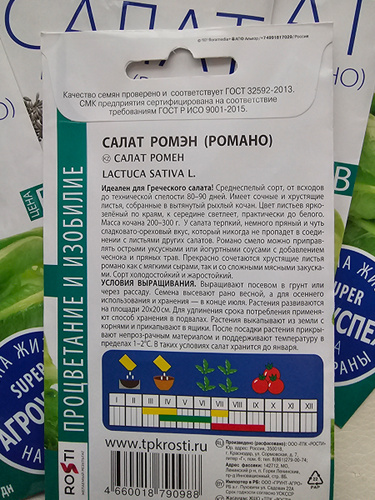 САЛАТ
Качество семян проверено и соответствует ГОСТ 32592-2013.
СМК предприятия сертифицирована на соответствие
требованиям ГОСТ Р ИСО 9001-2015.
САЛАТ РОМЭН (РОМАНО)
САЛАТ РОМЕН
LACTUCA SATIVA L.
Идеален для Греческого салата! Среднеспелый сорт, от всходов
до технической спелости 80–90 дней. Имеет сочные и хрустящие
листья, собранные в вытянутый рыхлый кочан. Цвет листьев ярко-
зелёный по краям, к середине светлеет, практически до белого.
Масса кочана 200–300 г. У салата терпкий, немного пряный и чуть
сладковато-ореховый вкус, который никогда не пропадет в соедине-
нии с листьями других салатов. Романо смело можно приправ-
лять острыми уксусными или йогуртными соусами с добавлением
чеснока и пряных трав. Прекрасно сочетаются хрустящие листья
романо как с мягкими сырами, так и со сложными мясными закуска-
ми. Сорт холодостойкий и жаростойкий.
УСЛОВИЯ ВЫРАЩИВАНИЯ. Выращивают посевом в грунт или
через рассаду. Семена высевают рано весной, а для осеннего
использования и хранения — в конце июля. Растения размещают
на площади 20х20 см. Для удлинения срока потребления применя-
ют способ хранения в подвалах. Растения выкапывают из земли с
корнями и прикапывают в ящики. После посадки растения прикры-
вают непрозрачным материалом и поддерживают температуру в
пределах 1–2°С. В таких условиях салат хранится до января.
ПРОЦВЕТАНИЕ И ИЗОБИЛИЕ
I II III IV V VI VII VIII IX X XI XII
www.tpkrosti.ru
4 660018 790988
ROSTI
SUPER
АГРО
SUPER
УСПЕХ